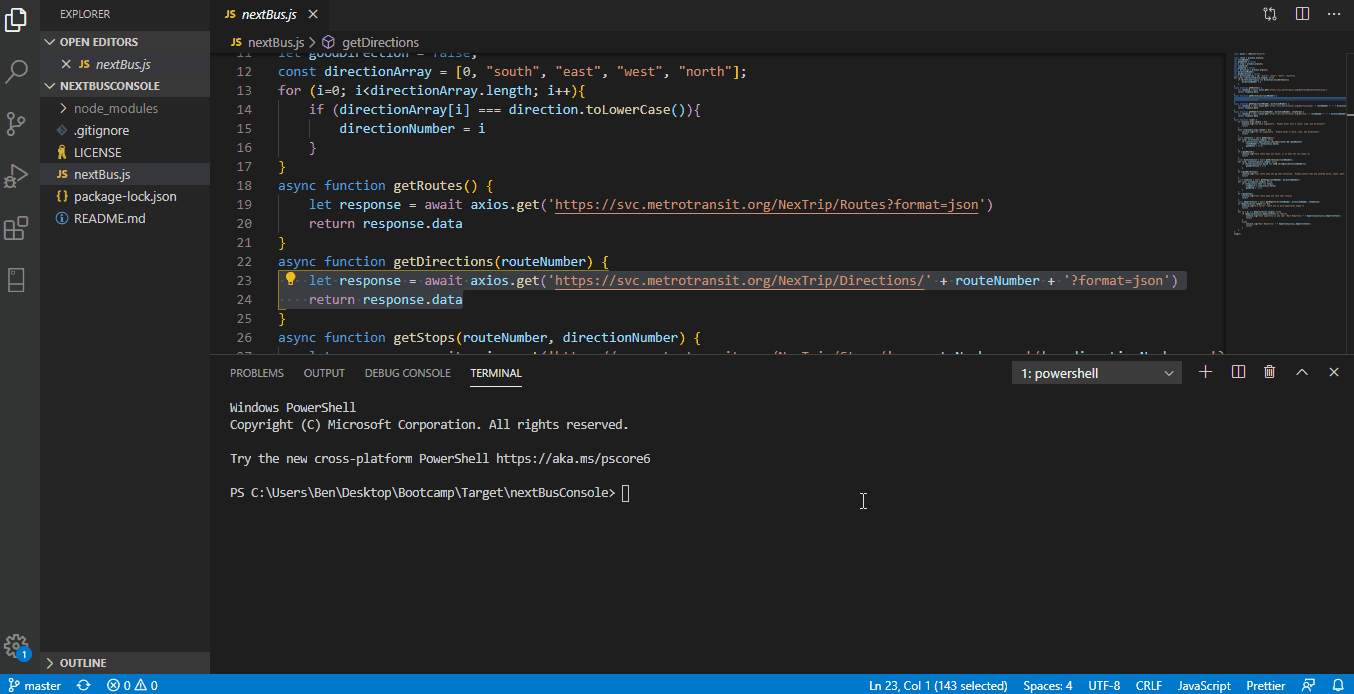 EXPLORER
JS nextBus.js
OPEN EDITORS
JS nextBus.js
NEXTBUSCONSOLE
node_modules
.gitignore
LICENSE
JS nextBus.js
{} package-lock.json
README.md
OUTLINE
JS nextBus.js > getDirections
11 let goodDirection = false;
12 const directionArray = [0, "south", "east", "west", "north"];
13 for (i=0; i<directionArray.length; i++){
14 if (directionArray[i] === direction.toLowerCase()){
15 directionNumber = i
16 }
17 }
18 async function getRoutes() {
19 let response = await axios.get('https://svc.metrotransit.org/NexTrip/Routes?format=json')
20 return response.data
21 }
22 async function getDirections(routeNumber) {
23 let response = await axios.get('https://svc.metrotransit.org/NexTrip/Directions/' + routeNumber + '?format=json')
24 return response.data
25 }
26 async function getStops(routeNumber, directionNumber) {
PROBLEMS OUTPUT DEBUG CONSOLE TERMINAL 1: powershell
Windows PowerShell
Copyright (C) Microsoft Corporation. All rights reserved.
Try the new cross-platform PowerShell https://aka.ms/pscore6
PS C:\Users\Ben\Desktop\Bootcamp\Target\nextBusConsole>
1
master 0 0 Ln 23, Col 1 (143 selected) Spaces: 4 UTF-8 CRLF JavaScript Prettier